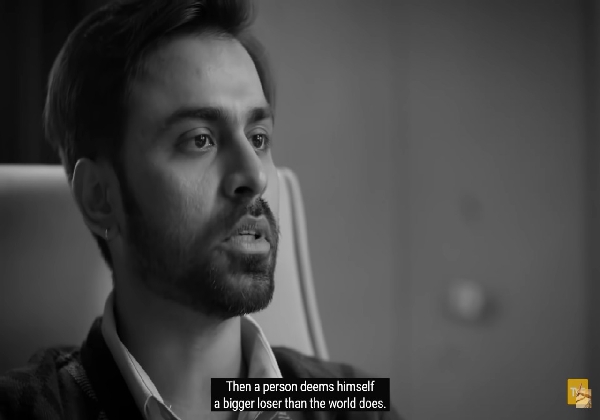 Then a person deems himself
a bigger loser than the world does.